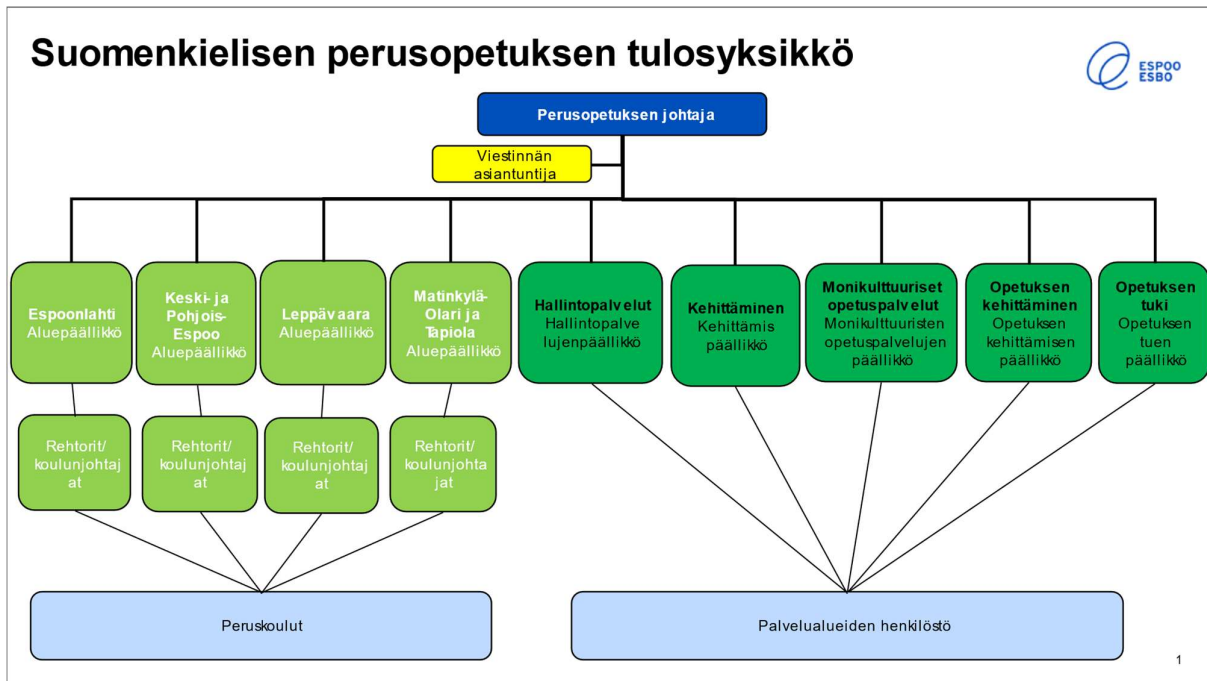 Suomenkielisen perusopetuksen tulosyksikkö
ESPOO
ESBO
Perusopetuksen johtaja
Viestinnän
asiantuntija
Espoonlahti
Aluepäällikkö
Keski- ja
Pohjois-
Espoo
Aluepäällikkö
Leppävaara
Aluepäällikkö
Matinkylä-
Olari ja
Tapiola
Aluepäällikkö
Hallintopalvelut
Hallintopalve
lujenpäällikkö
Kehittäminen
Kehittämis
päällikkö
Monikulttuuriset
opetuspalvelut
Monikulttuuristen
opetuspalvelujen
päällikkö
Opetuksen
kehittäminen
Opetuksen
kehittämisen
päällikkö
Opetuksen
tuki
Opetuksen
tuen
päällikkö
Rehtorit/
koulunjohtaj
at
Rehtorit/
koulunjohtaj
at
Rehtorit/
koulunjohtaj
at
Rehtorit/
koulunjohta
jat
Peruskoulut
Palvelualueiden henkilöstö
1